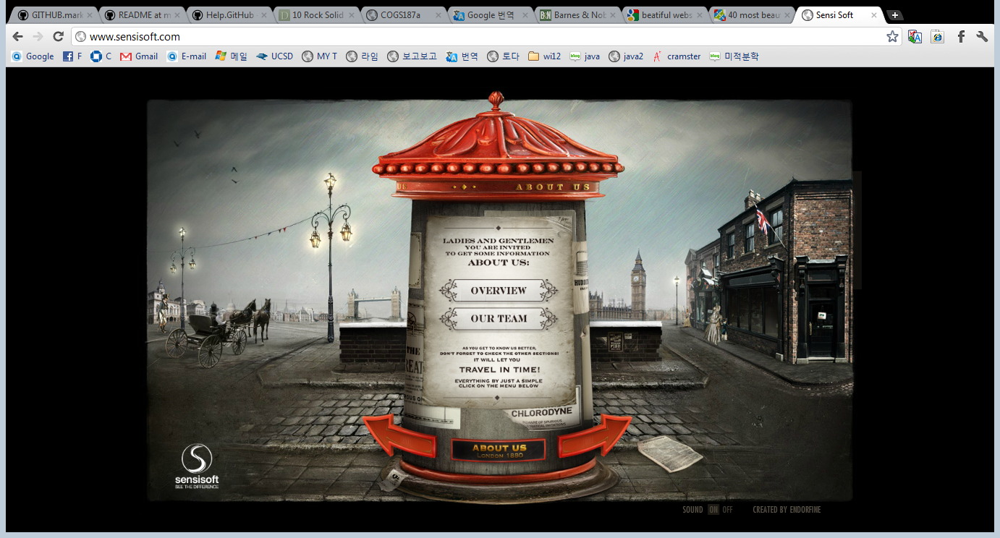 GITHUB.mark
README at m
Help.GitHub -
10 Rock Solid
COGS187a
Google 번역
Barnes & Nob
beatiful webs
40 most beau
Sensi Soft
www.sensisoft.com
Google
F
C
Gmail
E-mail
메일
UCSD
MY T
라임
보고보고
번역
토다
wi12
java
java2
cramster
미적분학
ABOUT US
LADIES AND GENTLEMEN
YOU ARE INVITED
TO GET SOME INFORMATION
ABOUT US:
OVERVIEW
OUR TEAM
AS YOU GET TO KNOW US BETTER,
DON'T FORGET TO CHECK THE OTHER SECTIONS!
IT WILL LET YOU
TRAVEL IN TIME!
EVERYTHING BY JUST A SIMPLE
CLICK ON THE MENU BELOW
THE
CHLORODYNE
ABOUT US
LONDON 1880
sensisoft
SEE THE DIFFERENCE
SOUND ON OFF
CREATED BY ENDORFINE